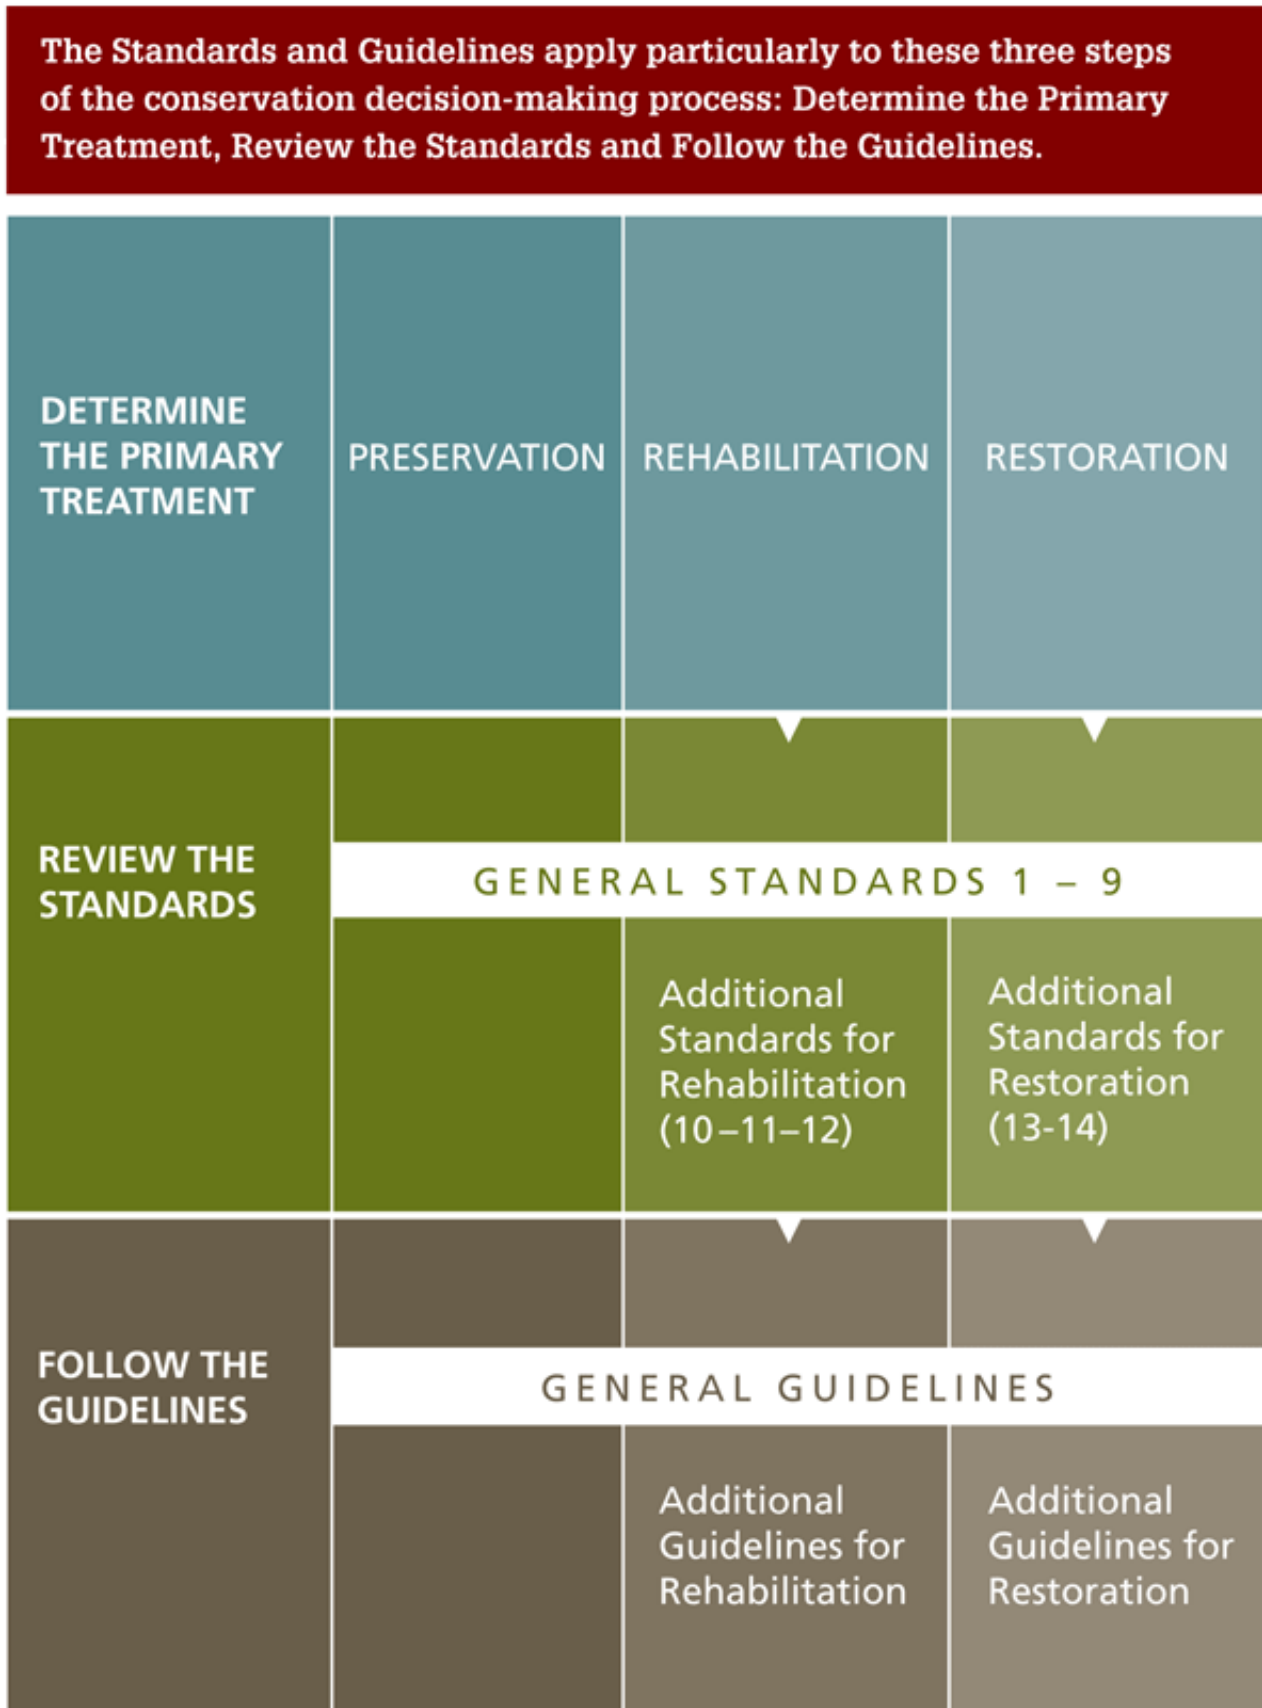 The Standards and Guidelines apply particularly to these three steps
of the conservation decision-making process: Determine the Primary
Treatment, Review the Standards and Follow the Guidelines.
DETERMINE
THE PRIMARY
TREATMENT
PRESERVATION
REHABILITATION
RESTORATION
REVIEW THE
STANDARDS
GENERAL STANDARDS 1 – 9
Additional
Standards for
Rehabilitation
(10–11–12)
Additional
Standards for
Restoration
(13-14)
FOLLOW THE
GUIDELINES
GENERAL GUIDELINES
Additional
Guidelines for
Rehabilitation
Additional
Guidelines for
Restoration